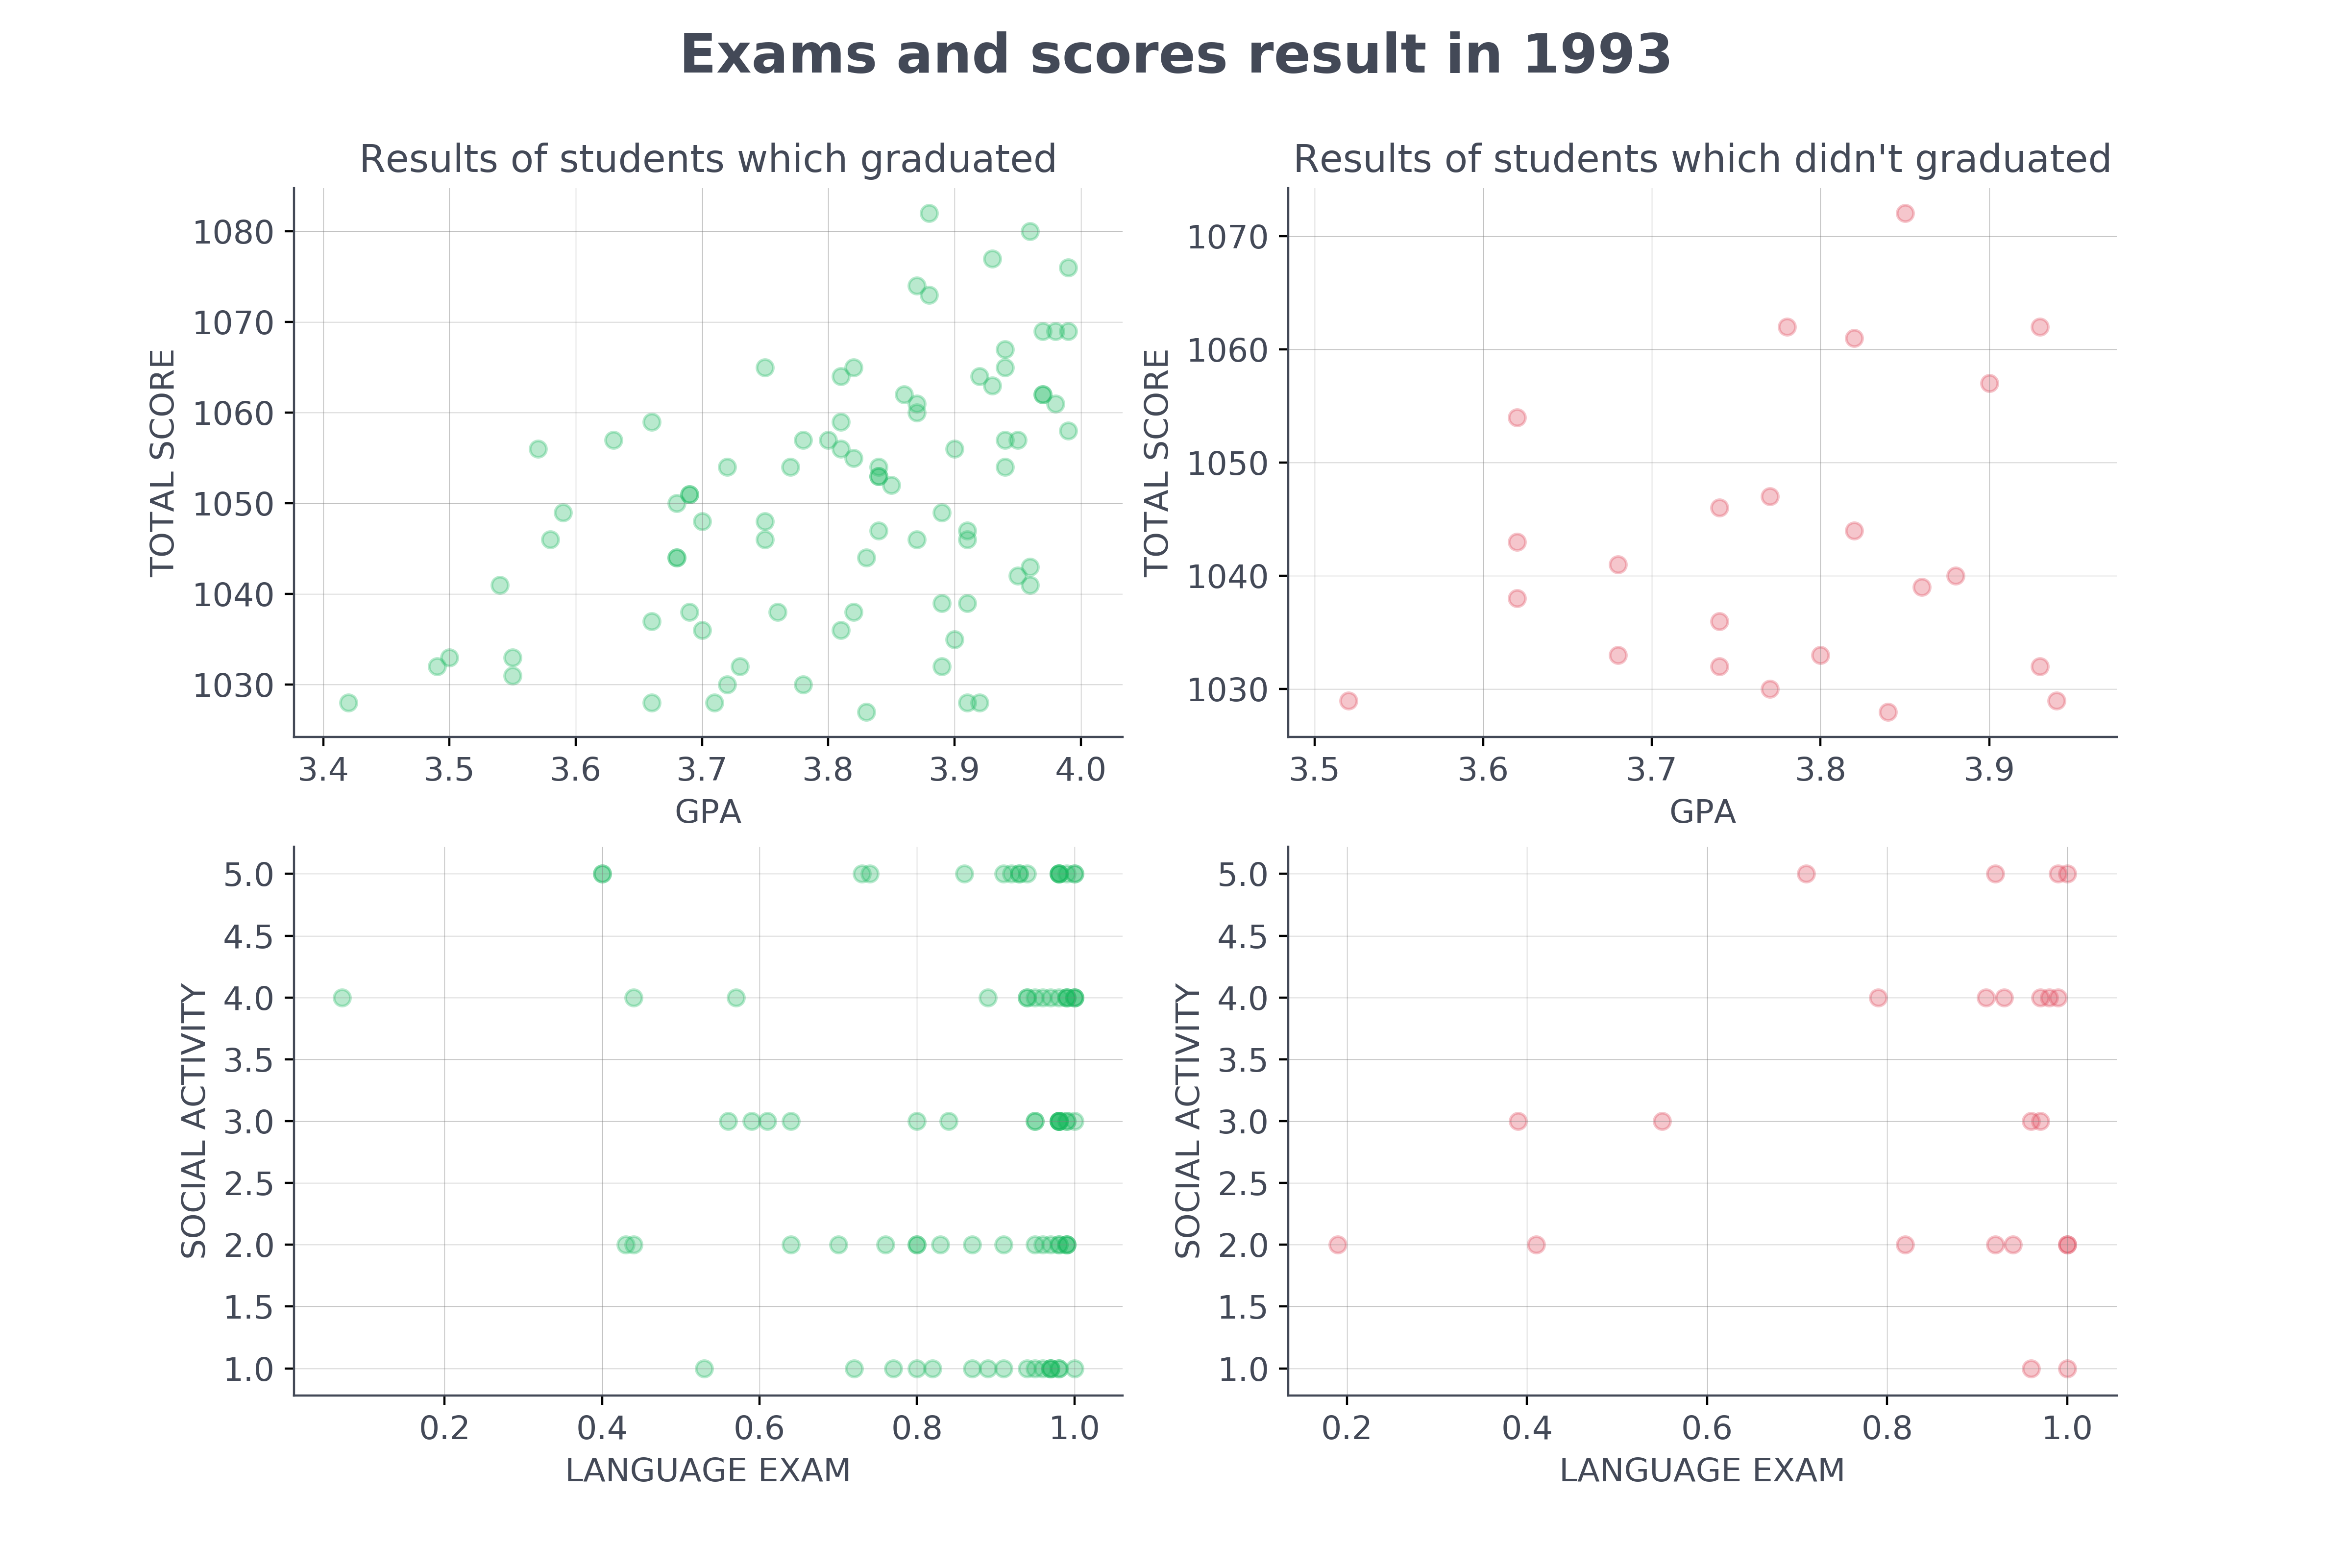 Exams and scores result in 1993
Results of students which graduated
1080
1070
1060
1050
1040
1030
TOTAL SCORE
3.4 3.5 3.6 3.7 3.8 3.9 4.0
GPA
Results of students which didn't graduated
1070
1060
1050
1040
1030
TOTAL SCORE
3.5 3.6 3.7 3.8 3.9
GPA
5.0
4.5
4.0
3.5
3.0
2.5
2.0
1.5
1.0
SOCIAL ACTIVITY
0.2 0.4 0.6 0.8 1.0
LANGUAGE EXAM
5.0
4.5
4.0
3.5
3.0
2.5
2.0
1.5
1.0
SOCIAL ACTIVITY
0.2 0.4 0.6 0.8 1.0
LANGUAGE EXAM